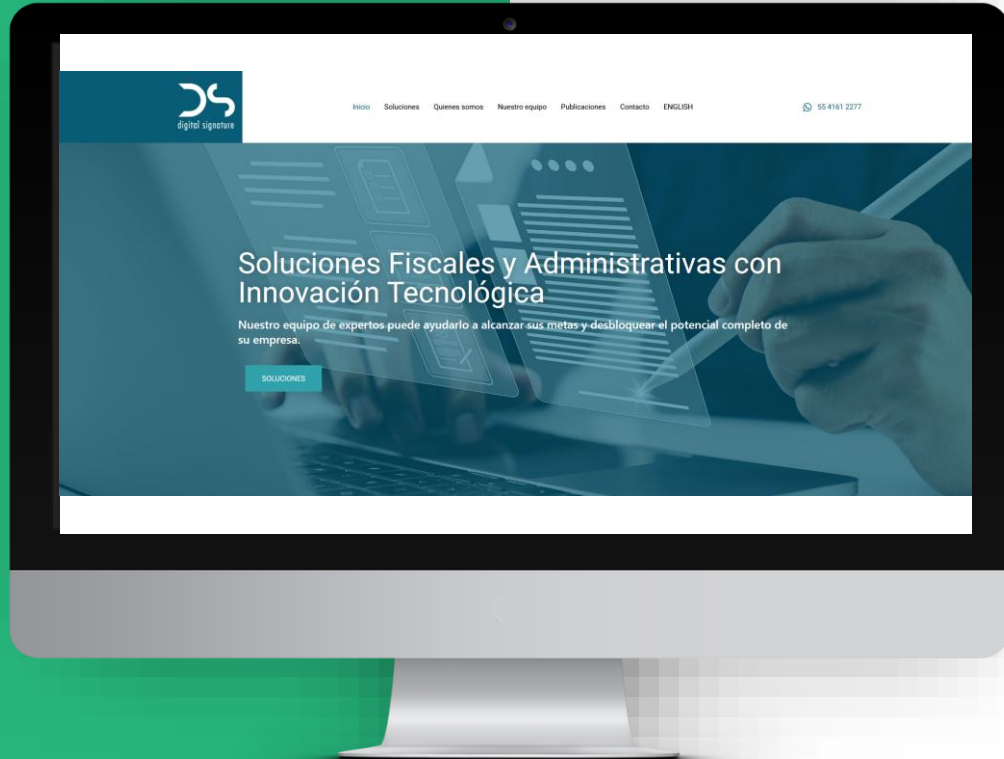 DS
digital signature
Inicio Soluciones Quienes somos Nuestro equipo Publicaciones Contacto ENGLISH
55 4161 2277
Soluciones Fiscales y Administrativas con
Innovación Tecnológica
Nuestro equipo de expertos puede ayudarlo a alcanzar sus metas y desbloquear el potencial completo de
su empresa.
SOLUCIONES